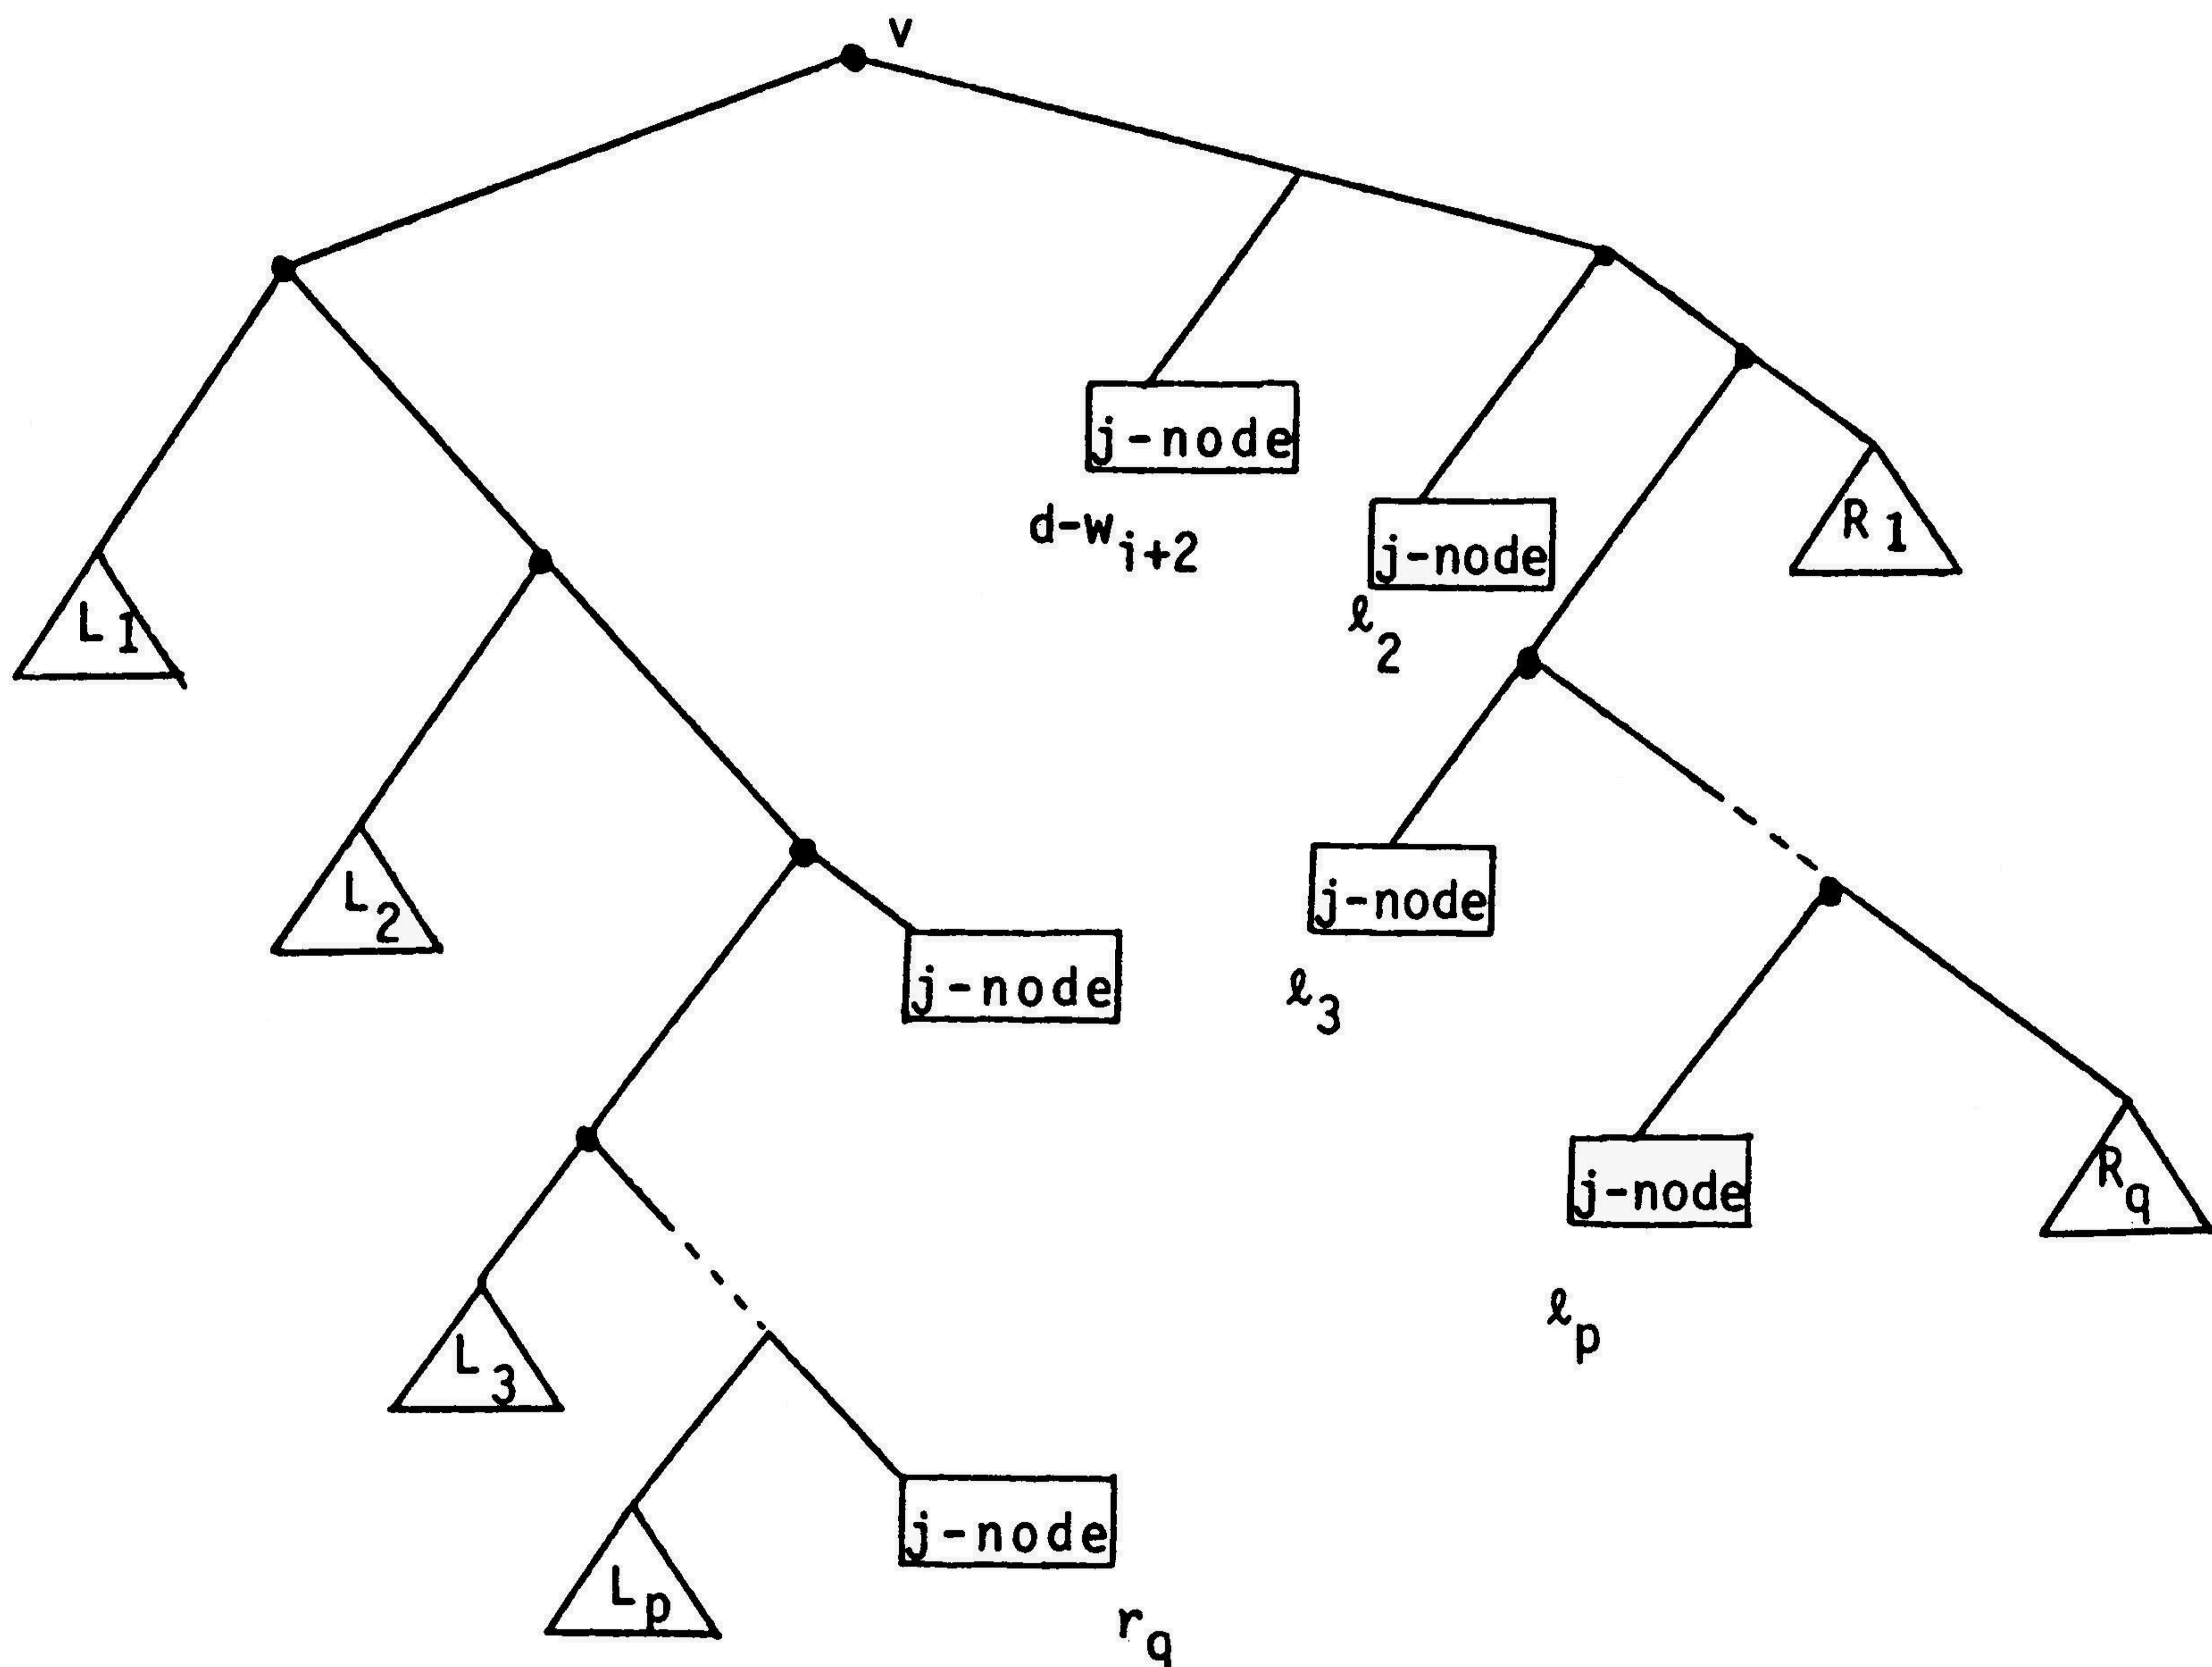 v
j-node
d-w i+2
j-node
R 1
ℓ 2
L 1
L 2
j-node
j-node
ℓ 3
j-node
R q
ℓ p
L 3
j-node
L p
r q